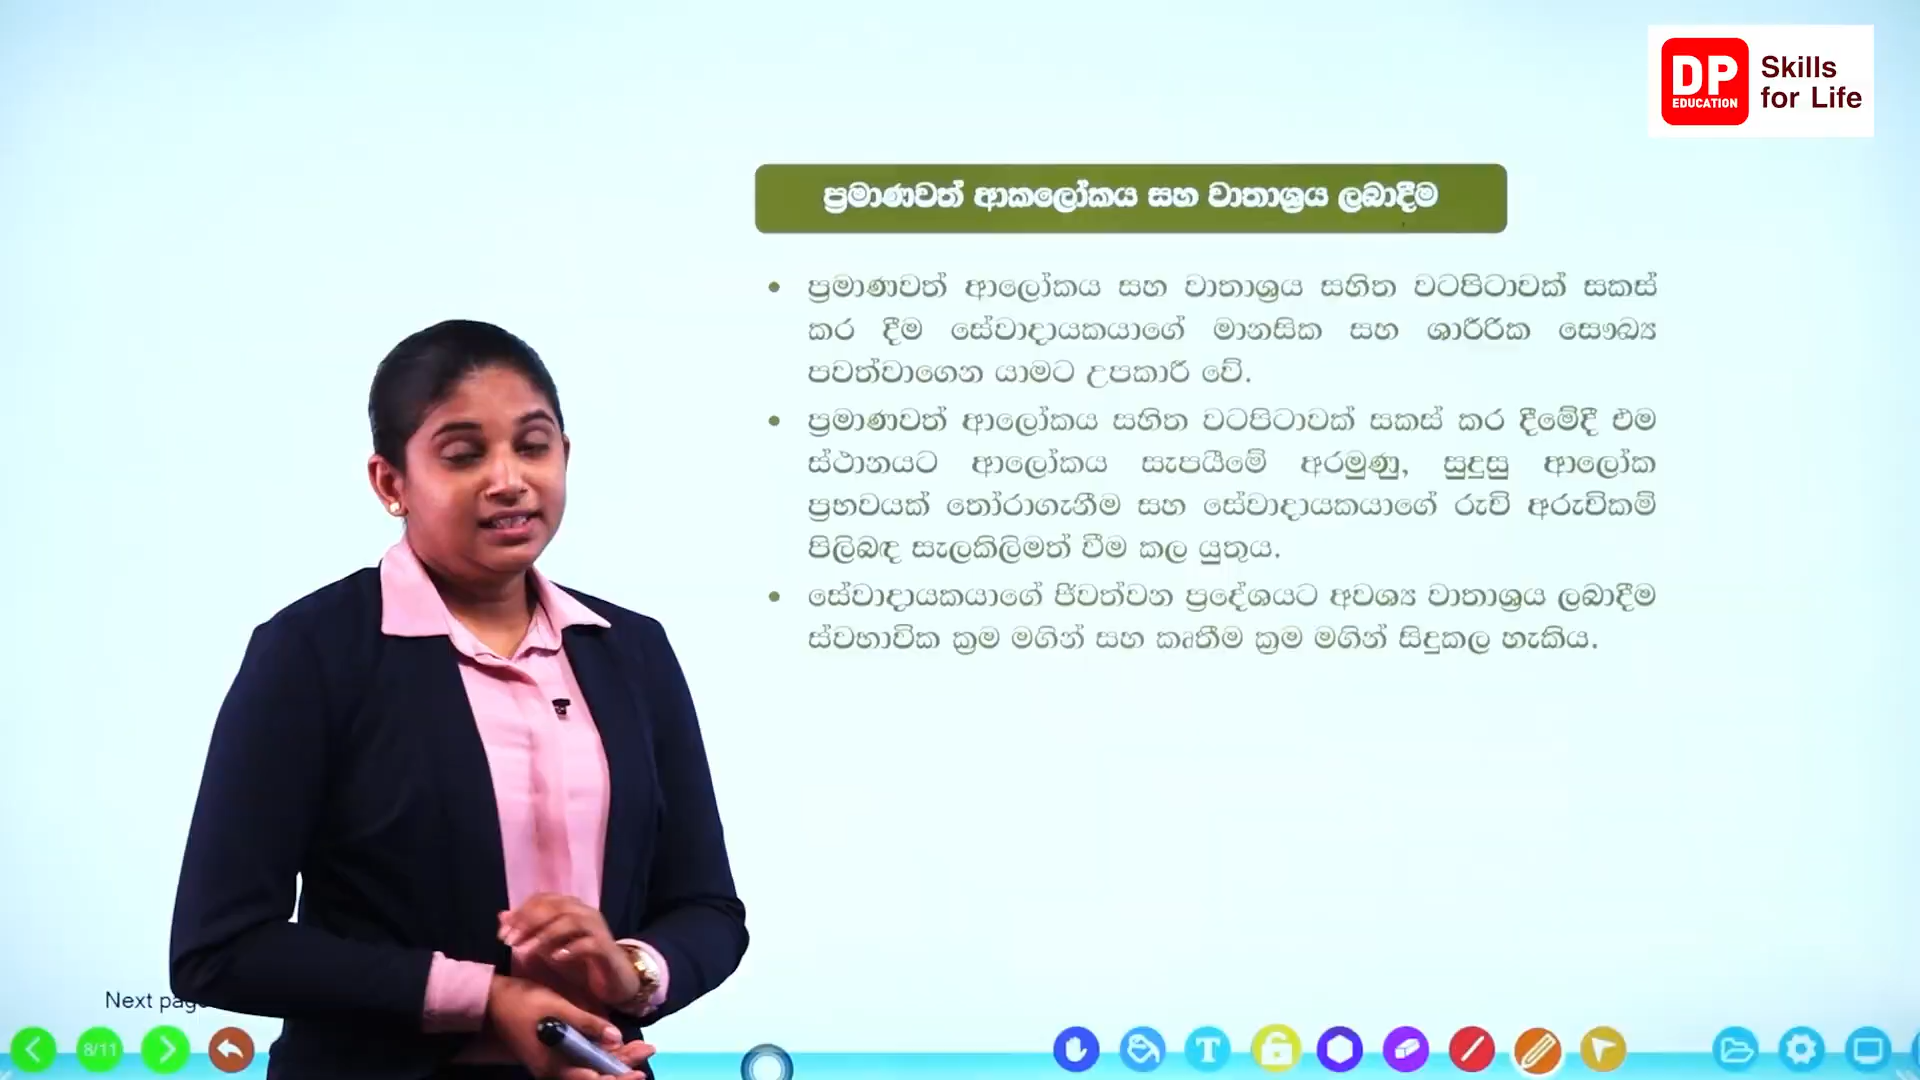 DP
EDUCATION
Skills
for Life
ප්‍රමාණවත් ආකලෝකය සහ වාතාශ්‍රය ලබාදීම
ප්‍රමාණවත් ආලෝකය සහ වාතාශ්‍රය සහිත වටපිටාවක් සකස්
කර දීම සේවාදායකයාගේ මානසික සහ ශාරීරික සෞඛ්‍ය
පවත්වාගෙන යාමට උපකාරී වේ.
ප්‍රමාණවත් ආලෝකය සහිත වටපිටාවක් සකස් කර දීමේදී එම
ස්ථානයට ආලෝකය සැපයීමේ අරමුණු, සුදුසු ආලෝක
ප්‍රභවයක් තෝරාගැනීම සහ සේවාදායකයාගේ රුචි අරුචිකම්
පිලිබඳ සැලකිලිමත් වීම කල යුතුය.
සේවාදායකයාගේ ජීවත්වන ප්‍රදේශයට අවශ්‍ය වාතාශ්‍රය ලබාදීම
ස්වභාවික ක්‍රම මගින් සහ කෘතීම ක්‍රම මගින් සිදුකල හැකිය.
Next page
8/11
T